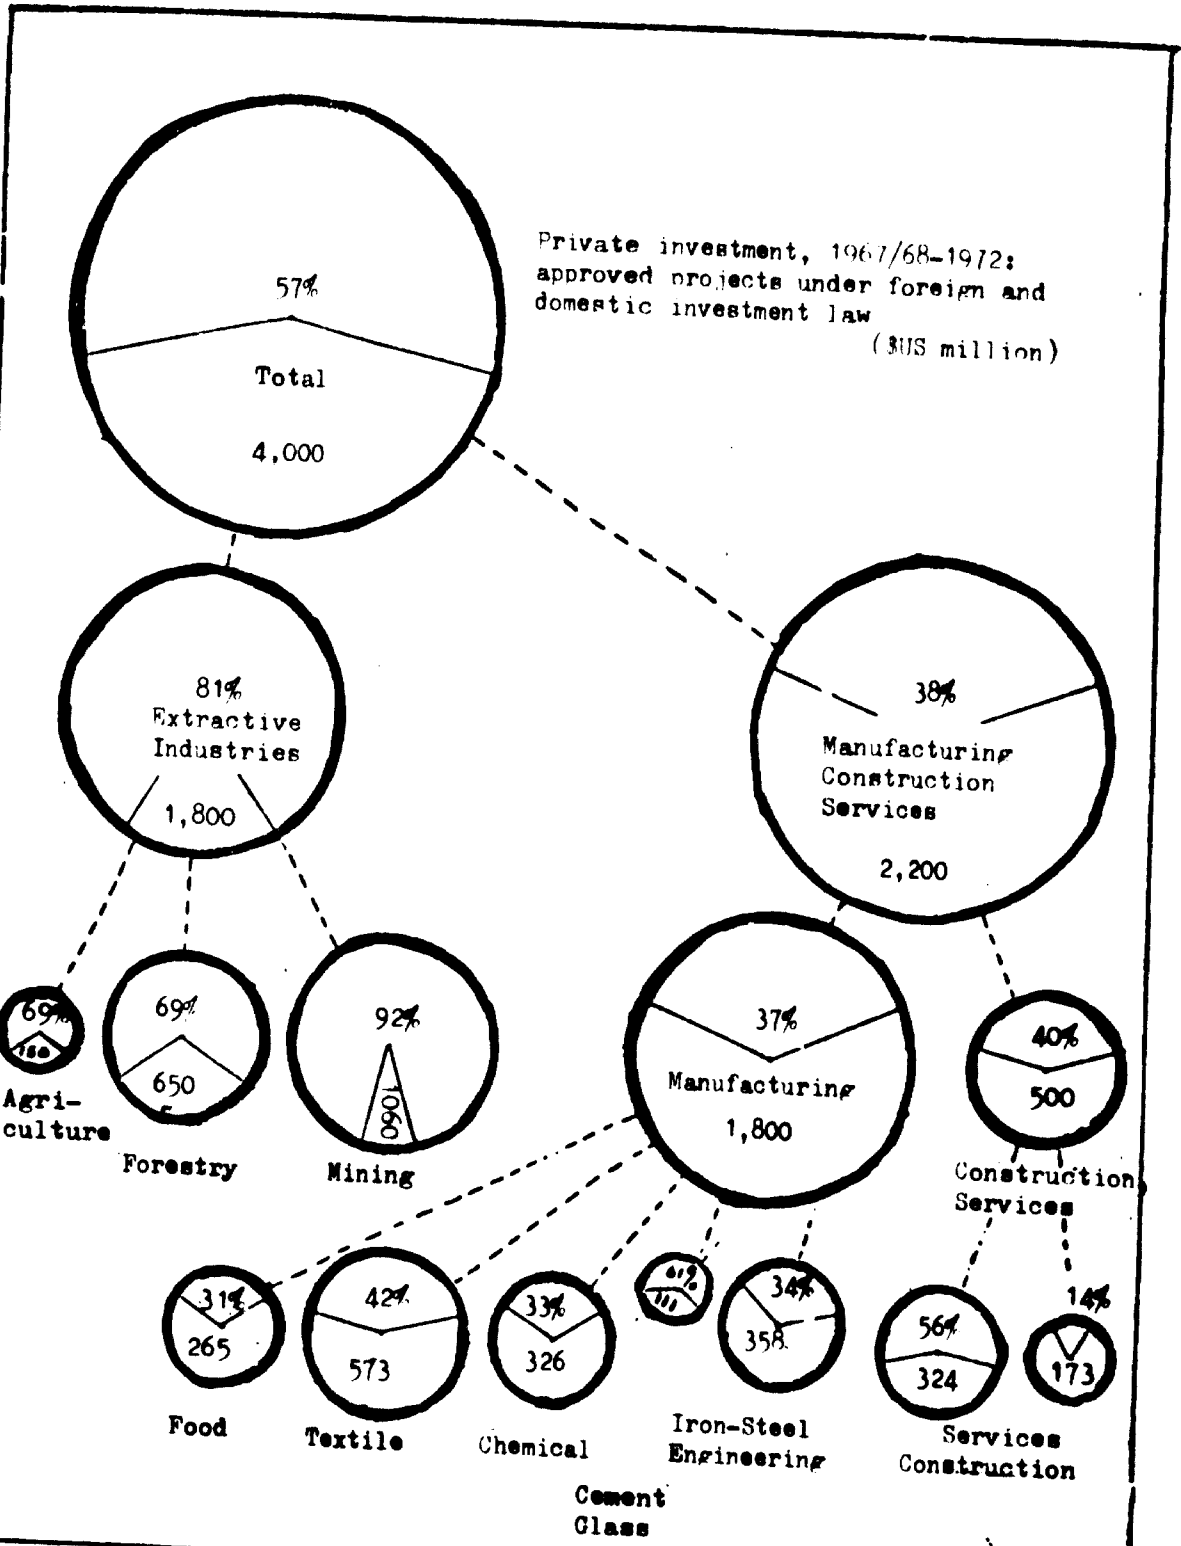 Private investment, 1967/68-1972:
approved projects under foreign and
domestic investment law
($US million)
57%
Total
4,000
81%
Extractive
Industries
1,800
38%
Manufacturing
Construction
Services
2,200
69%
Agri-
culture
69%
650
Forestry
92%
1060
Mining
37%
Manufacturing
1,800
40%
500
Construction
Services
31%
265
Food
42%
573
Textile
33%
326
Chemical
61%
111
Cement
Glass
34%
358
Iron-Steel
Engineering
56%
324
14%
173
Services
Construction